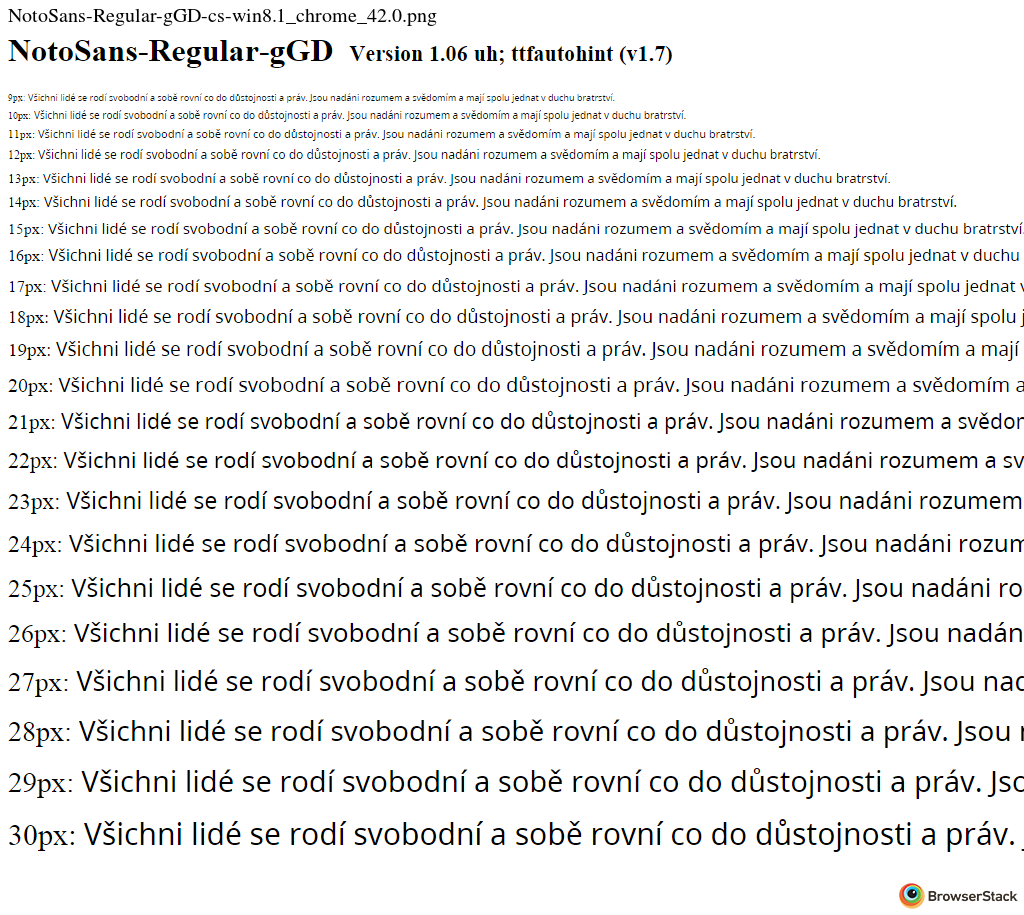 NotoSans-Regular-gGD-cs-win8.1_chrome_42.0.png
NotoSans-Regular-gGD Version 1.06 uh; ttfautohint (v1.7)
9px: Všichni lidé se rodí svobodní a sobě rovní co do důstojnosti a práv. Jsou nadáni rozumem a svědomím a mají spolu jednat v duchu bratrství.
10px: Všichni lidé se rodí svobodní a sobě rovní co do důstojnosti a práv. Jsou nadáni rozumem a svědomím a mají spolu jednat v duchu bratrství.
11px: Všichni lidé se rodí svobodní a sobě rovní co do důstojnosti a práv. Jsou nadáni rozumem a svědomím a mají spolu jednat v duchu bratrství.
12px: Všichni lidé se rodí svobodní a sobě rovní co do důstojnosti a práv. Jsou nadáni rozumem a svědomím a mají spolu jednat v duchu bratrství.
13px: Všichni lidé se rodí svobodní a sobě rovní co do důstojnosti a práv. Jsou nadáni rozumem a svědomím a mají spolu jednat v duchu bratrství.
14px: Všichni lidé se rodí svobodní a sobě rovní co do důstojnosti a práv. Jsou nadáni rozumem a svědomím a mají spolu jednat v duchu bratrství.
15px: Všichni lidé se rodí svobodní a sobě rovní co do důstojnosti a práv. Jsou nadáni rozumem a svědomím a mají spolu jednat v duchu bratrství.
16px: Všichni lidé se rodí svobodní a sobě rovní co do důstojnosti a práv. Jsou nadáni rozumem a svědomím a mají spolu jednat v duchu
17px: Všichni lidé se rodí svobodní a sobě rovní co do důstojnosti a práv. Jsou nadáni rozumem a svědomím a mají spolu jednat v
18px: Všichni lidé se rodí svobodní a sobě rovní co do důstojnosti a práv. Jsou nadáni rozumem a svědomím a mají spolu j
19px: Všichni lidé se rodí svobodní a sobě rovní co do důstojnosti a práv. Jsou nadáni rozumem a svědomím a mají
20px: Všichni lidé se rodí svobodní a sobě rovní co do důstojnosti a práv. Jsou nadáni rozumem a svědomím a
21px: Všichni lidé se rodí svobodní a sobě rovní co do důstojnosti a práv. Jsou nadáni rozumem a svědom
22px: Všichni lidé se rodí svobodní a sobě rovní co do důstojnosti a práv. Jsou nadáni rozumem a sv
23px: Všichni lidé se rodí svobodní a sobě rovní co do důstojnosti a práv. Jsou nadáni rozumem
24px: Všichni lidé se rodí svobodní a sobě rovní co do důstojnosti a práv. Jsou nadáni rozum
25px: Všichni lidé se rodí svobodní a sobě rovní co do důstojnosti a práv. Jsou nadáni ro
26px: Všichni lidé se rodí svobodní a sobě rovní co do důstojnosti a práv. Jsou nadán
27px: Všichni lidé se rodí svobodní a sobě rovní co do důstojnosti a práv. Jsou nad
28px: Všichni lidé se rodí svobodní a sobě rovní co do důstojnosti a práv. Jsou
29px: Všichni lidé se rodí svobodní a sobě rovní co do důstojnosti a práv. Jso
30px: Všichni lidé se rodí svobodní a sobě rovní co do důstojnosti a práv.
BrowserStack